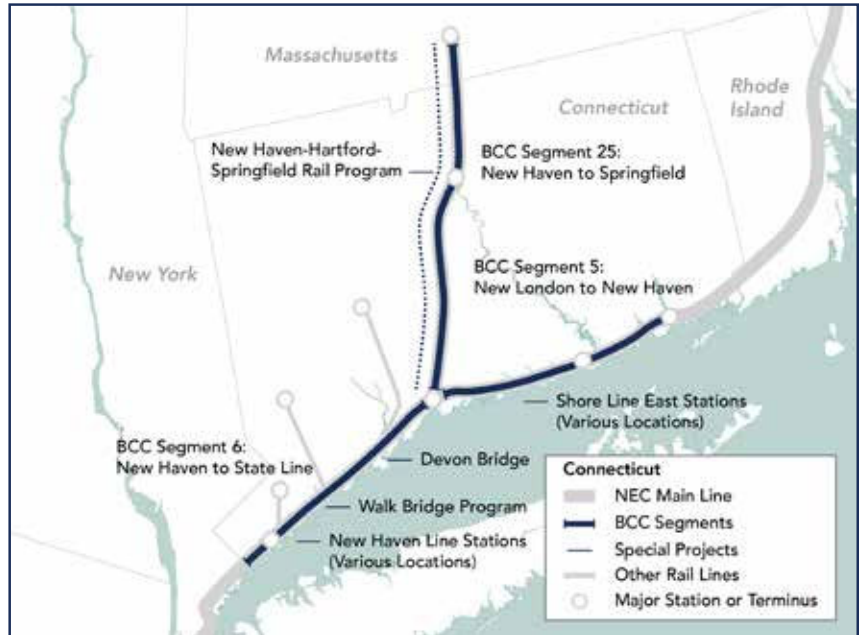 Massachusetts
Rhode
Island
Connecticut
New Haven-Hartford-
Springfield Rail Program
BCC Segment 25:
New Haven to Springfield
New York
BCC Segment 5:
New London to New Haven
Shore Line East Stations
(Various Locations)
BCC Segment 6:
New Haven to State Line
Devon Bridge
Walk Bridge Program
New Haven Line Stations
(Various Locations)
Connecticut
NEC Main Line
BCC Segments
Special Projects
Other Rail Lines
Major Station or Terminus